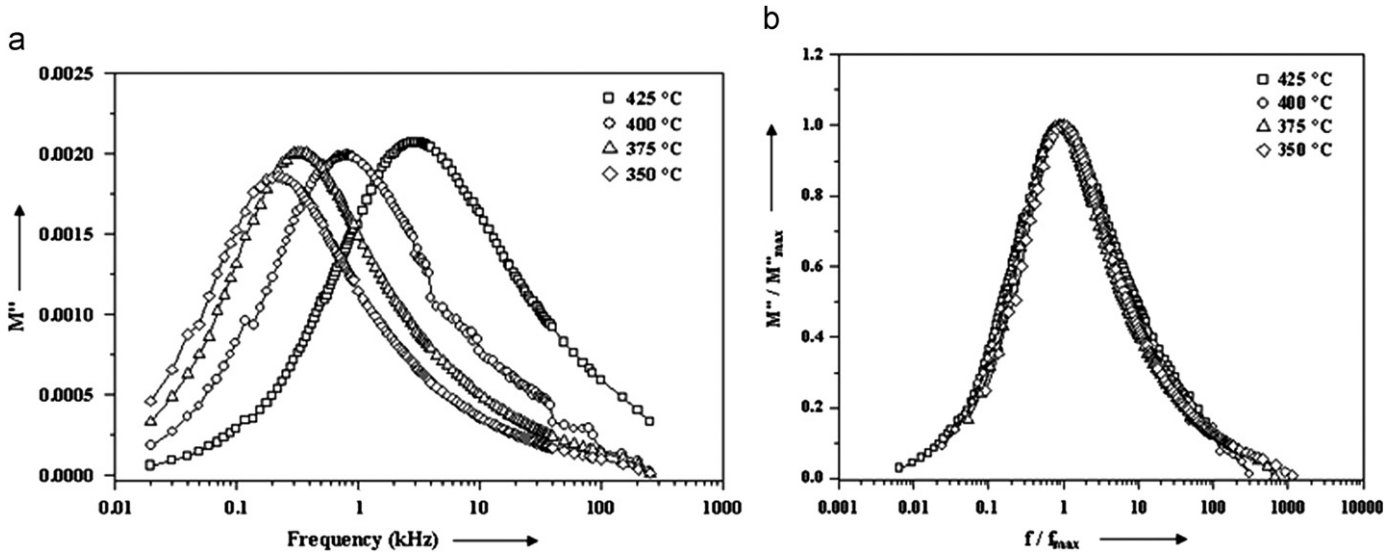 a
0.0025
0.0020
0.0015
0.0010
0.0005
0.0000
M"
0.01
0.1
1
10
100
1000
Frequency (kHz)
425 °C
400 °C
375 °C
350 °C
b
1.2
1.0
0.8
0.6
0.4
0.2
0.0
M" / M"max
0.001
0.01
0.1
1
10
100
1000
10000
f / fmax
425 °C
400 °C
375 °C
350 °C